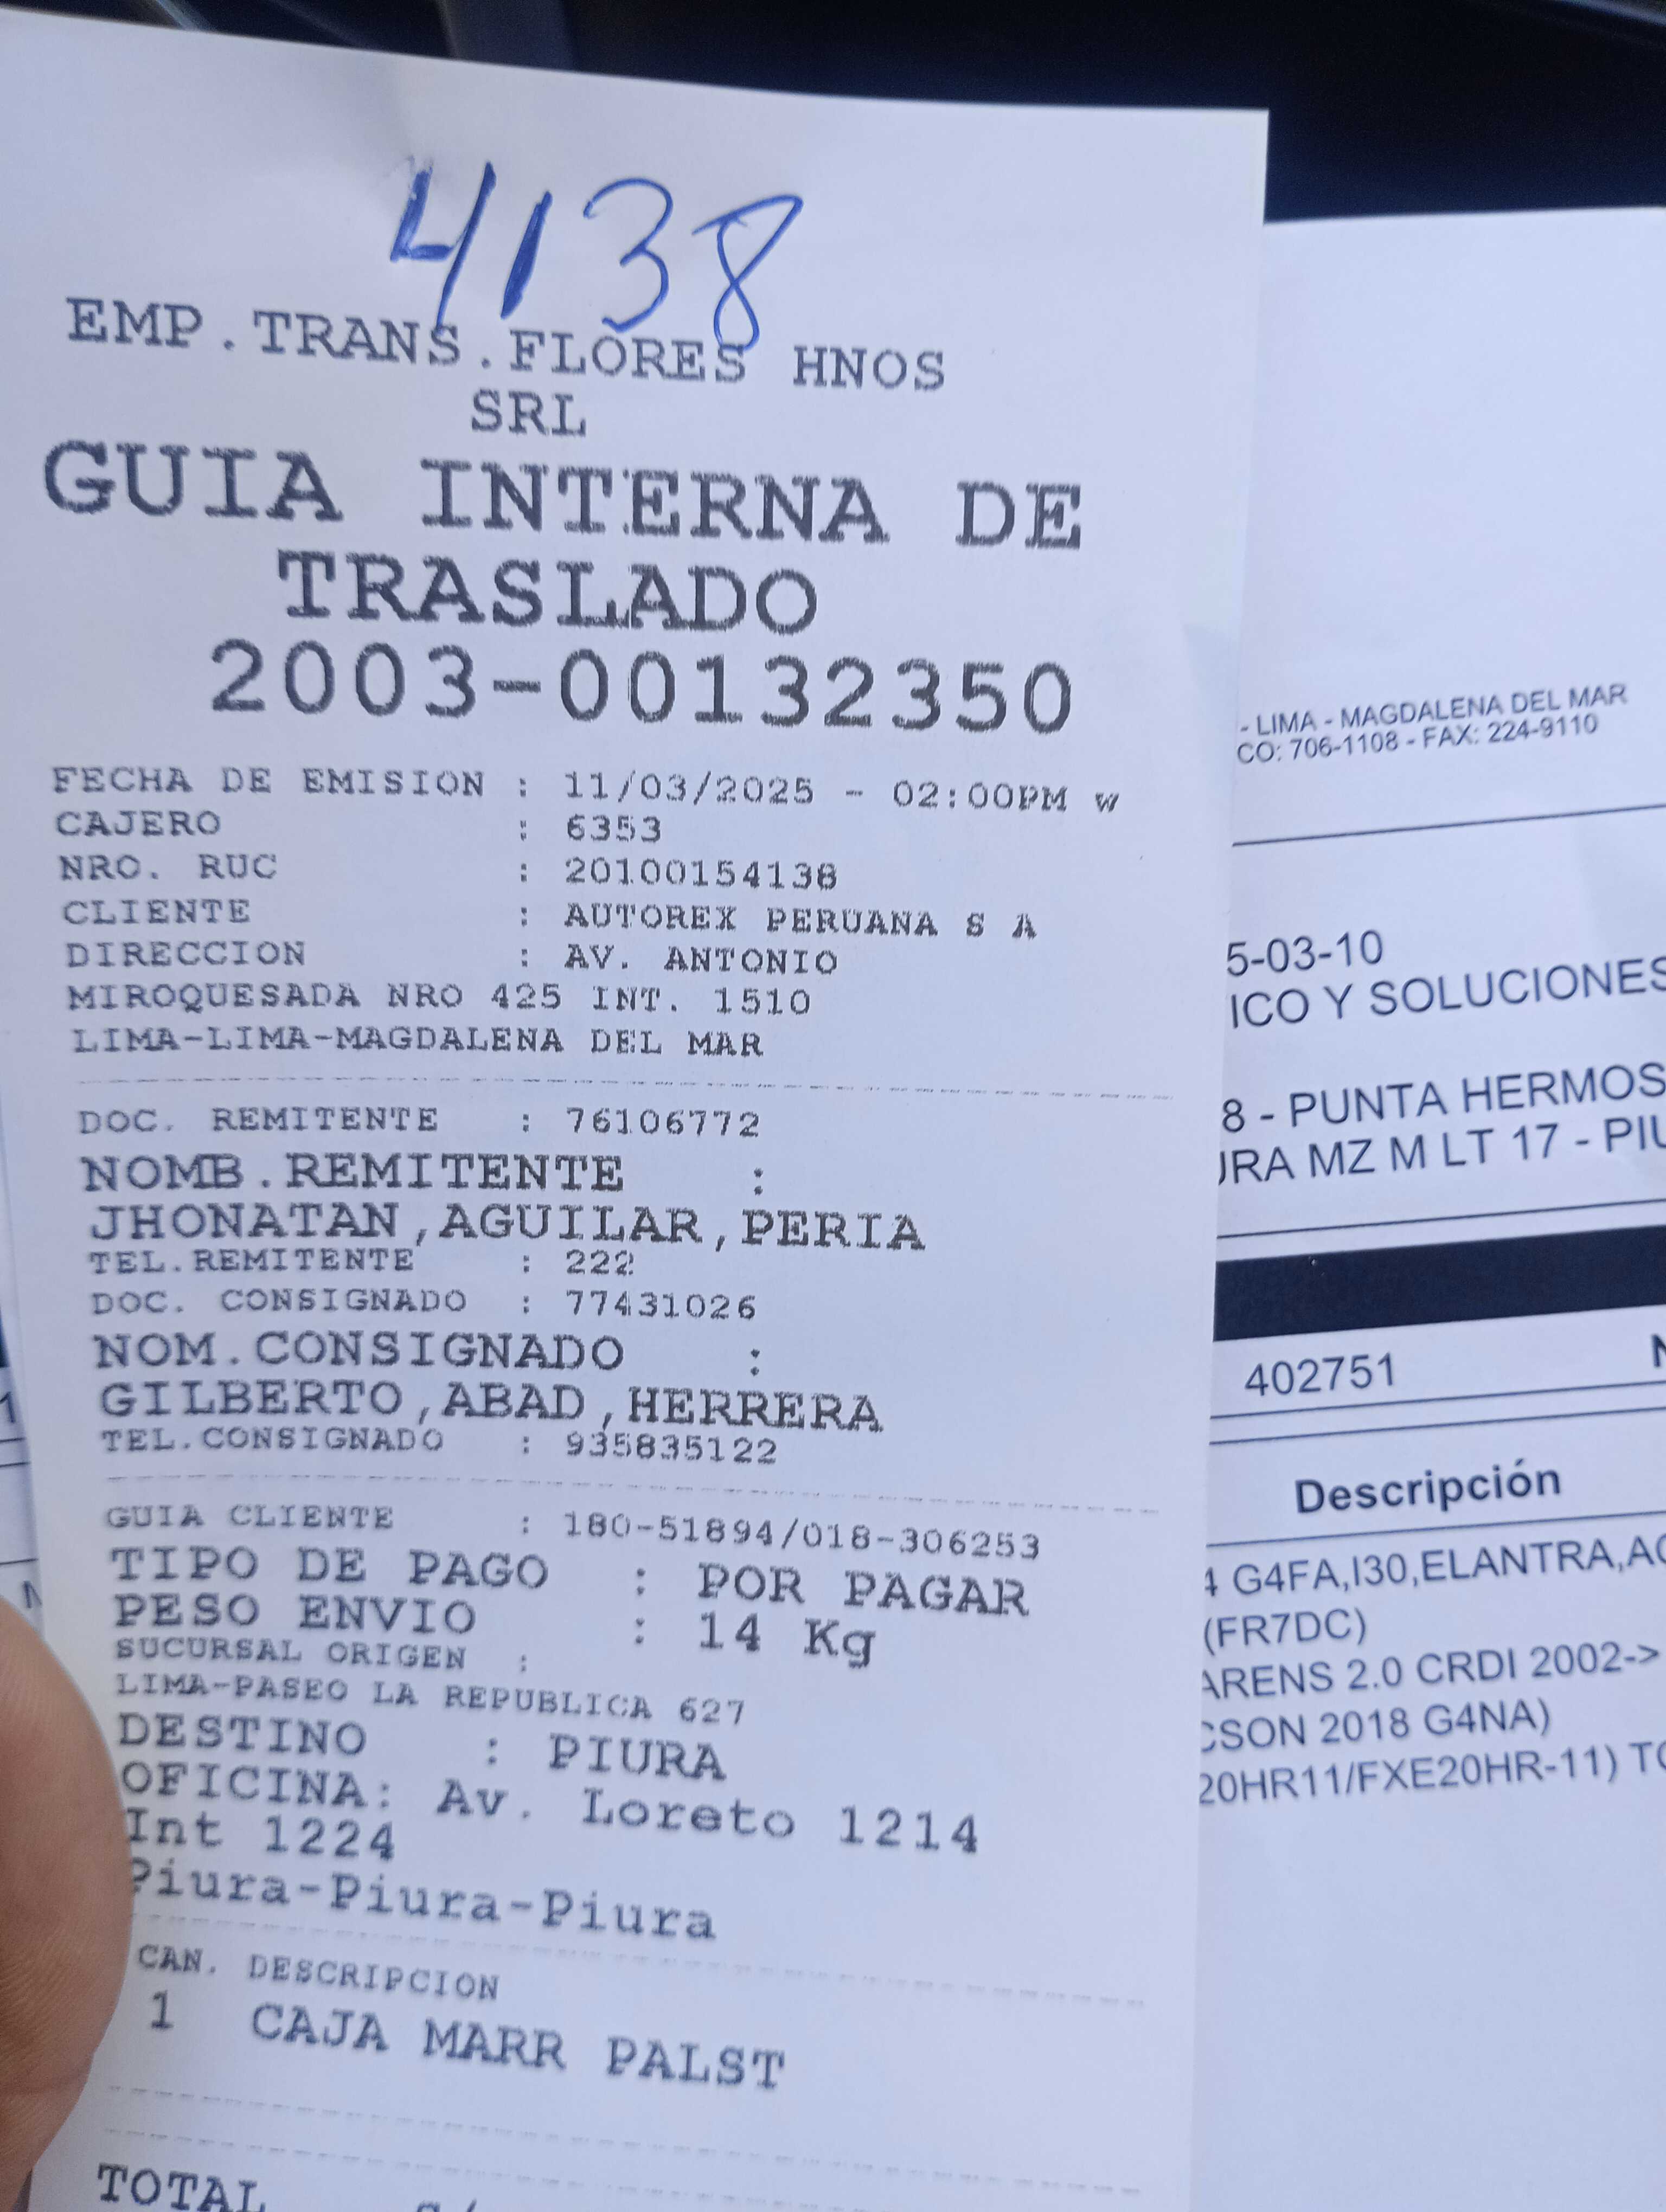 4138
EMP.TRANS.FLORES HNOS
SRL
GUIA INTERNA DE
TRASLADO
2003-00132350
FECHA DE EMISION : 11/03/2025 - 02:00PM w
CAJERO : 6353
NRO. RUC : 20100154138
CLIENTE : AUTOREX PERUANA S A
DIRECCION : AV. ANTONIO
MIROQUESADA NRO 425 INT. 1510
LIMA-LIMA-MAGDALENA DEL MAR
DOC. REMITENTE : 76106772
NOMB.REMITENTE :
JHONATAN,AGUILAR,PERIA
TEL.REMITENTE : 222
DOC. CONSIGNADO : 77431026
NOM.CONSIGNADO :
GILBERTO,ABAD,HERRERA
TEL.CONSIGNADO : 935835122
GUIA CLIENTE : 180-51894/018-306253
TIPO DE PAGO : POR PAGAR
PESO ENVIO : 14 Kg
SUCURSAL ORIGEN :
LIMA-PASEO LA REPUBLICA 627
DESTINO : PIURA
OFICINA: Av. Loreto 1214
Int 1224
Piura-Piura-Piura
CAN. DESCRIPCION
1 CAJA MARR PALST
TOTAL
- LIMA - MAGDALENA DEL MAR
CO: 706-1108 - FAX: 224-9110
5-03-10
ICO Y SOLUCIONES
8 - PUNTA HERMOS
URA MZ M LT 17 - PIU
402751
Descripción
4 G4FA,I30,ELANTRA,AC
(FR7DC)
ARENS 2.0 CRDI 2002->
CSON 2018 G4NA)
20HR11/FXE20HR-11) TO